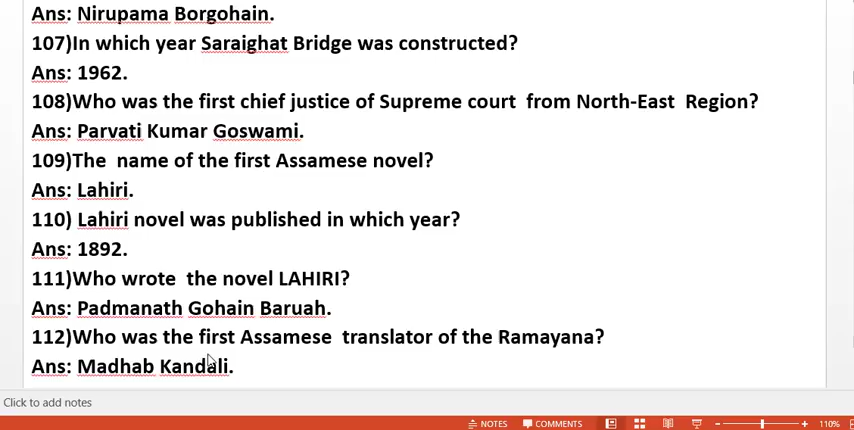 Ans: Nirupama Borgohain.
107)In which year Saraighat Bridge was constructed?
Ans: 1962.
108)Who was the first chief justice of Supreme court  from North-East  Region?
Ans: Parvati Kumar Goswami.
109)The  name of the first Assamese novel?
Ans: Lahiri.
110) Lahiri novel was published in which year?
Ans: 1892.
111)Who wrote  the novel LAHIRI?
Ans: Padmanath Gohain Baruah.
112)Who was the first Assamese  translator of the Ramayana?
Ans: Madhab Kandali.
Click to add notes
NOTES COMMENTS 110%